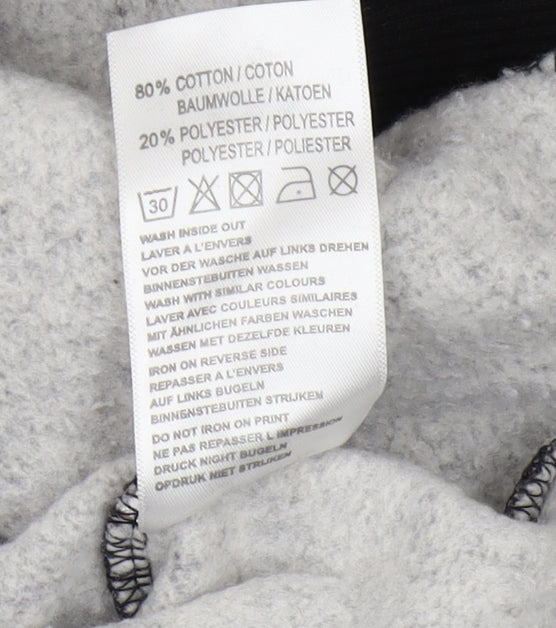 80% COTTON / COTON
BAUMWOLLE / KATOEN
20% POLYESTER / POLYESTER
POLYESTER / POLIESTER
30
WASH INSIDE OUT
LAVER A L'ENVERS
VOR DER WASCHE AUF LINKS DREHEN
BINNENSTEBUITEN WASSEN
WASH WITH SIMILAR COLOURS
LAVER AVEC COULEURS SIMILAIRES
MIT ÄHNLICHEN FARBEN WASCHEN
WASSEN MET DEZELFDE KLEUREN
IRON ON REVERSE SIDE
REPASSER A L'ENVERS
AUF LINKS BUGELN
BINNENSTEBUITEN STRIJKEN
DO NOT IRON ON PRINT
NE PAS REPASSER L IMPRESSION
DRUCK NIGHT BUGELN
OPDRUK NIET STRIJKEN